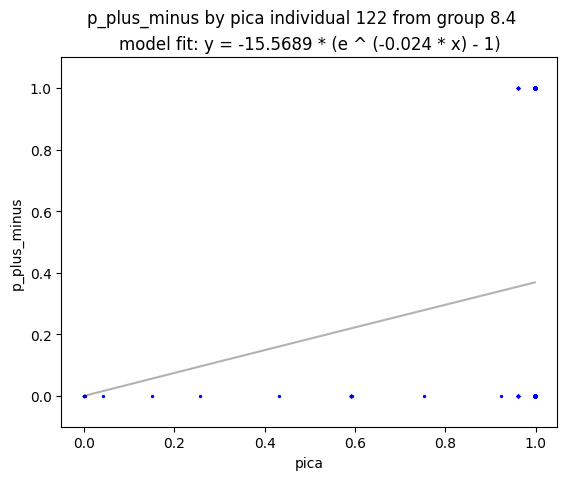 p_plus_minus by pica individual 122 from group 8.4
model fit: y = -15.5689 * (e ^ (-0.024 * x) - 1)
1.0
0.8
0.6
0.4
0.2
0.0
p_plus_minus
0.0 0.2 0.4 0.6 0.8 1.0
pica